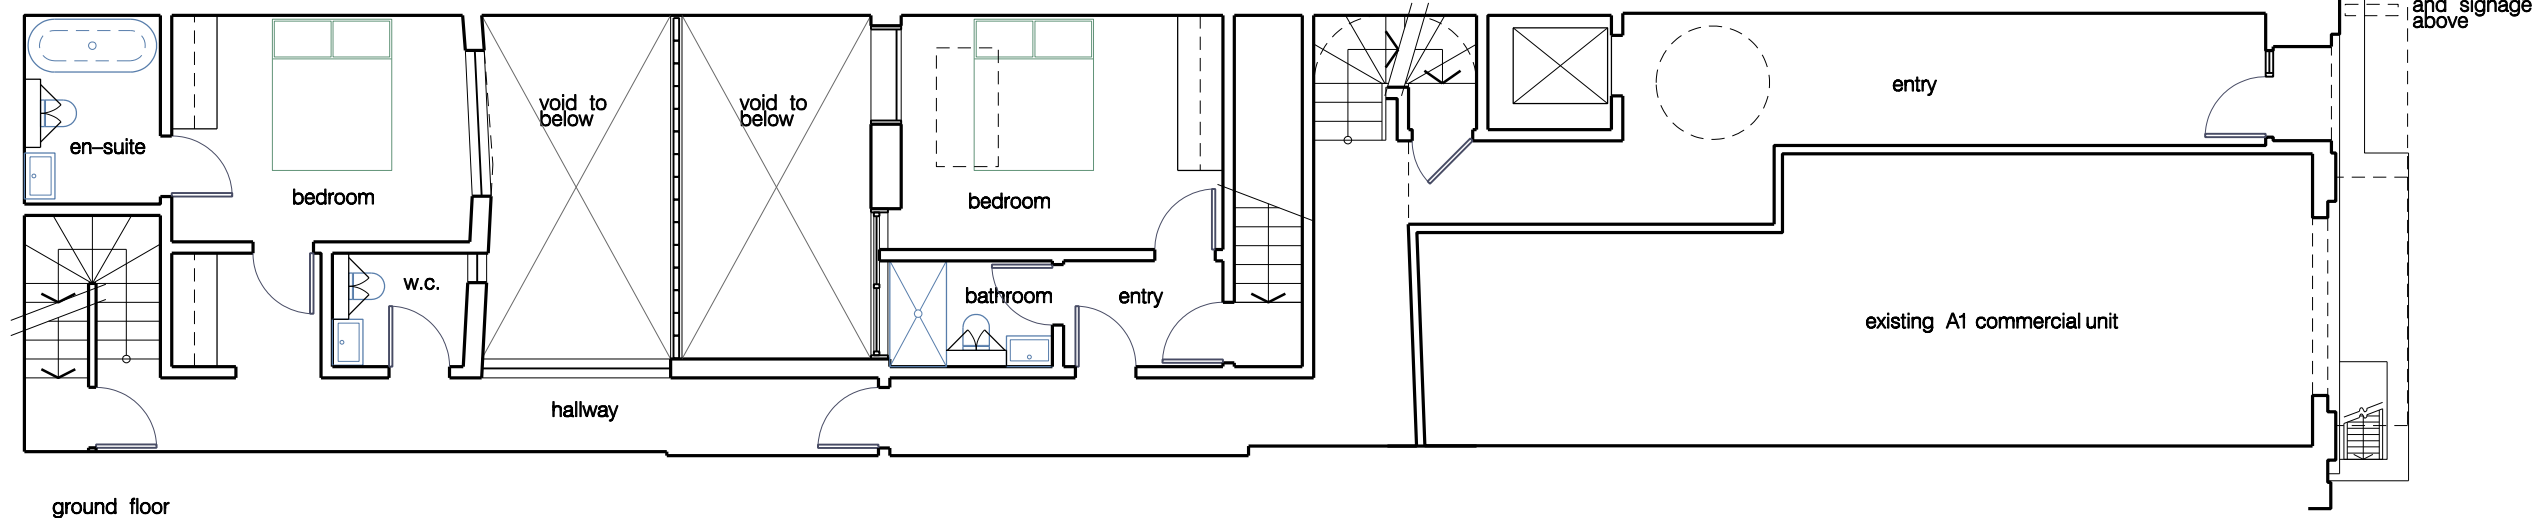 and signage
above
void to
below
void to
below
entry
en-suite
bedroom
bedroom
w.c.
bathroom
entry
existing A1 commercial unit
hallway
ground floor